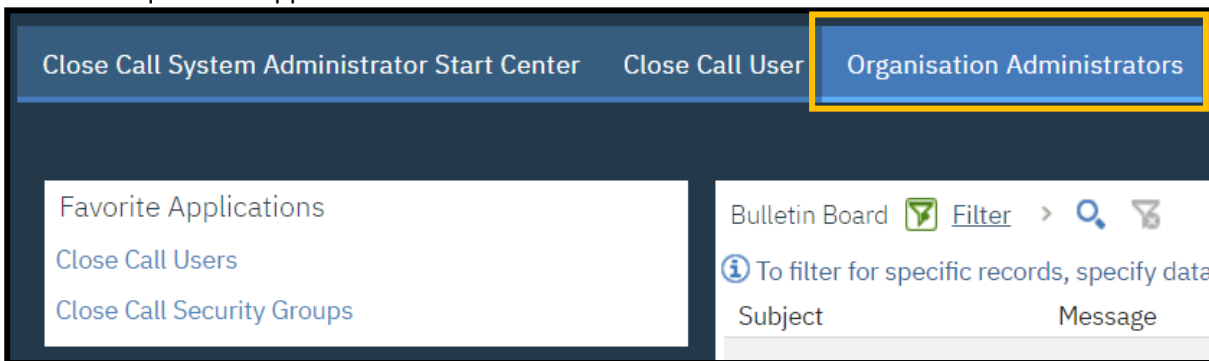 Close Call System Administrator Start Center Close Call User Organisation Administrators
Favorite Applications
Close Call Users
Close Call Security Groups
Bulletin Board Filter >
To filter for specific records, specify data
Subject Message